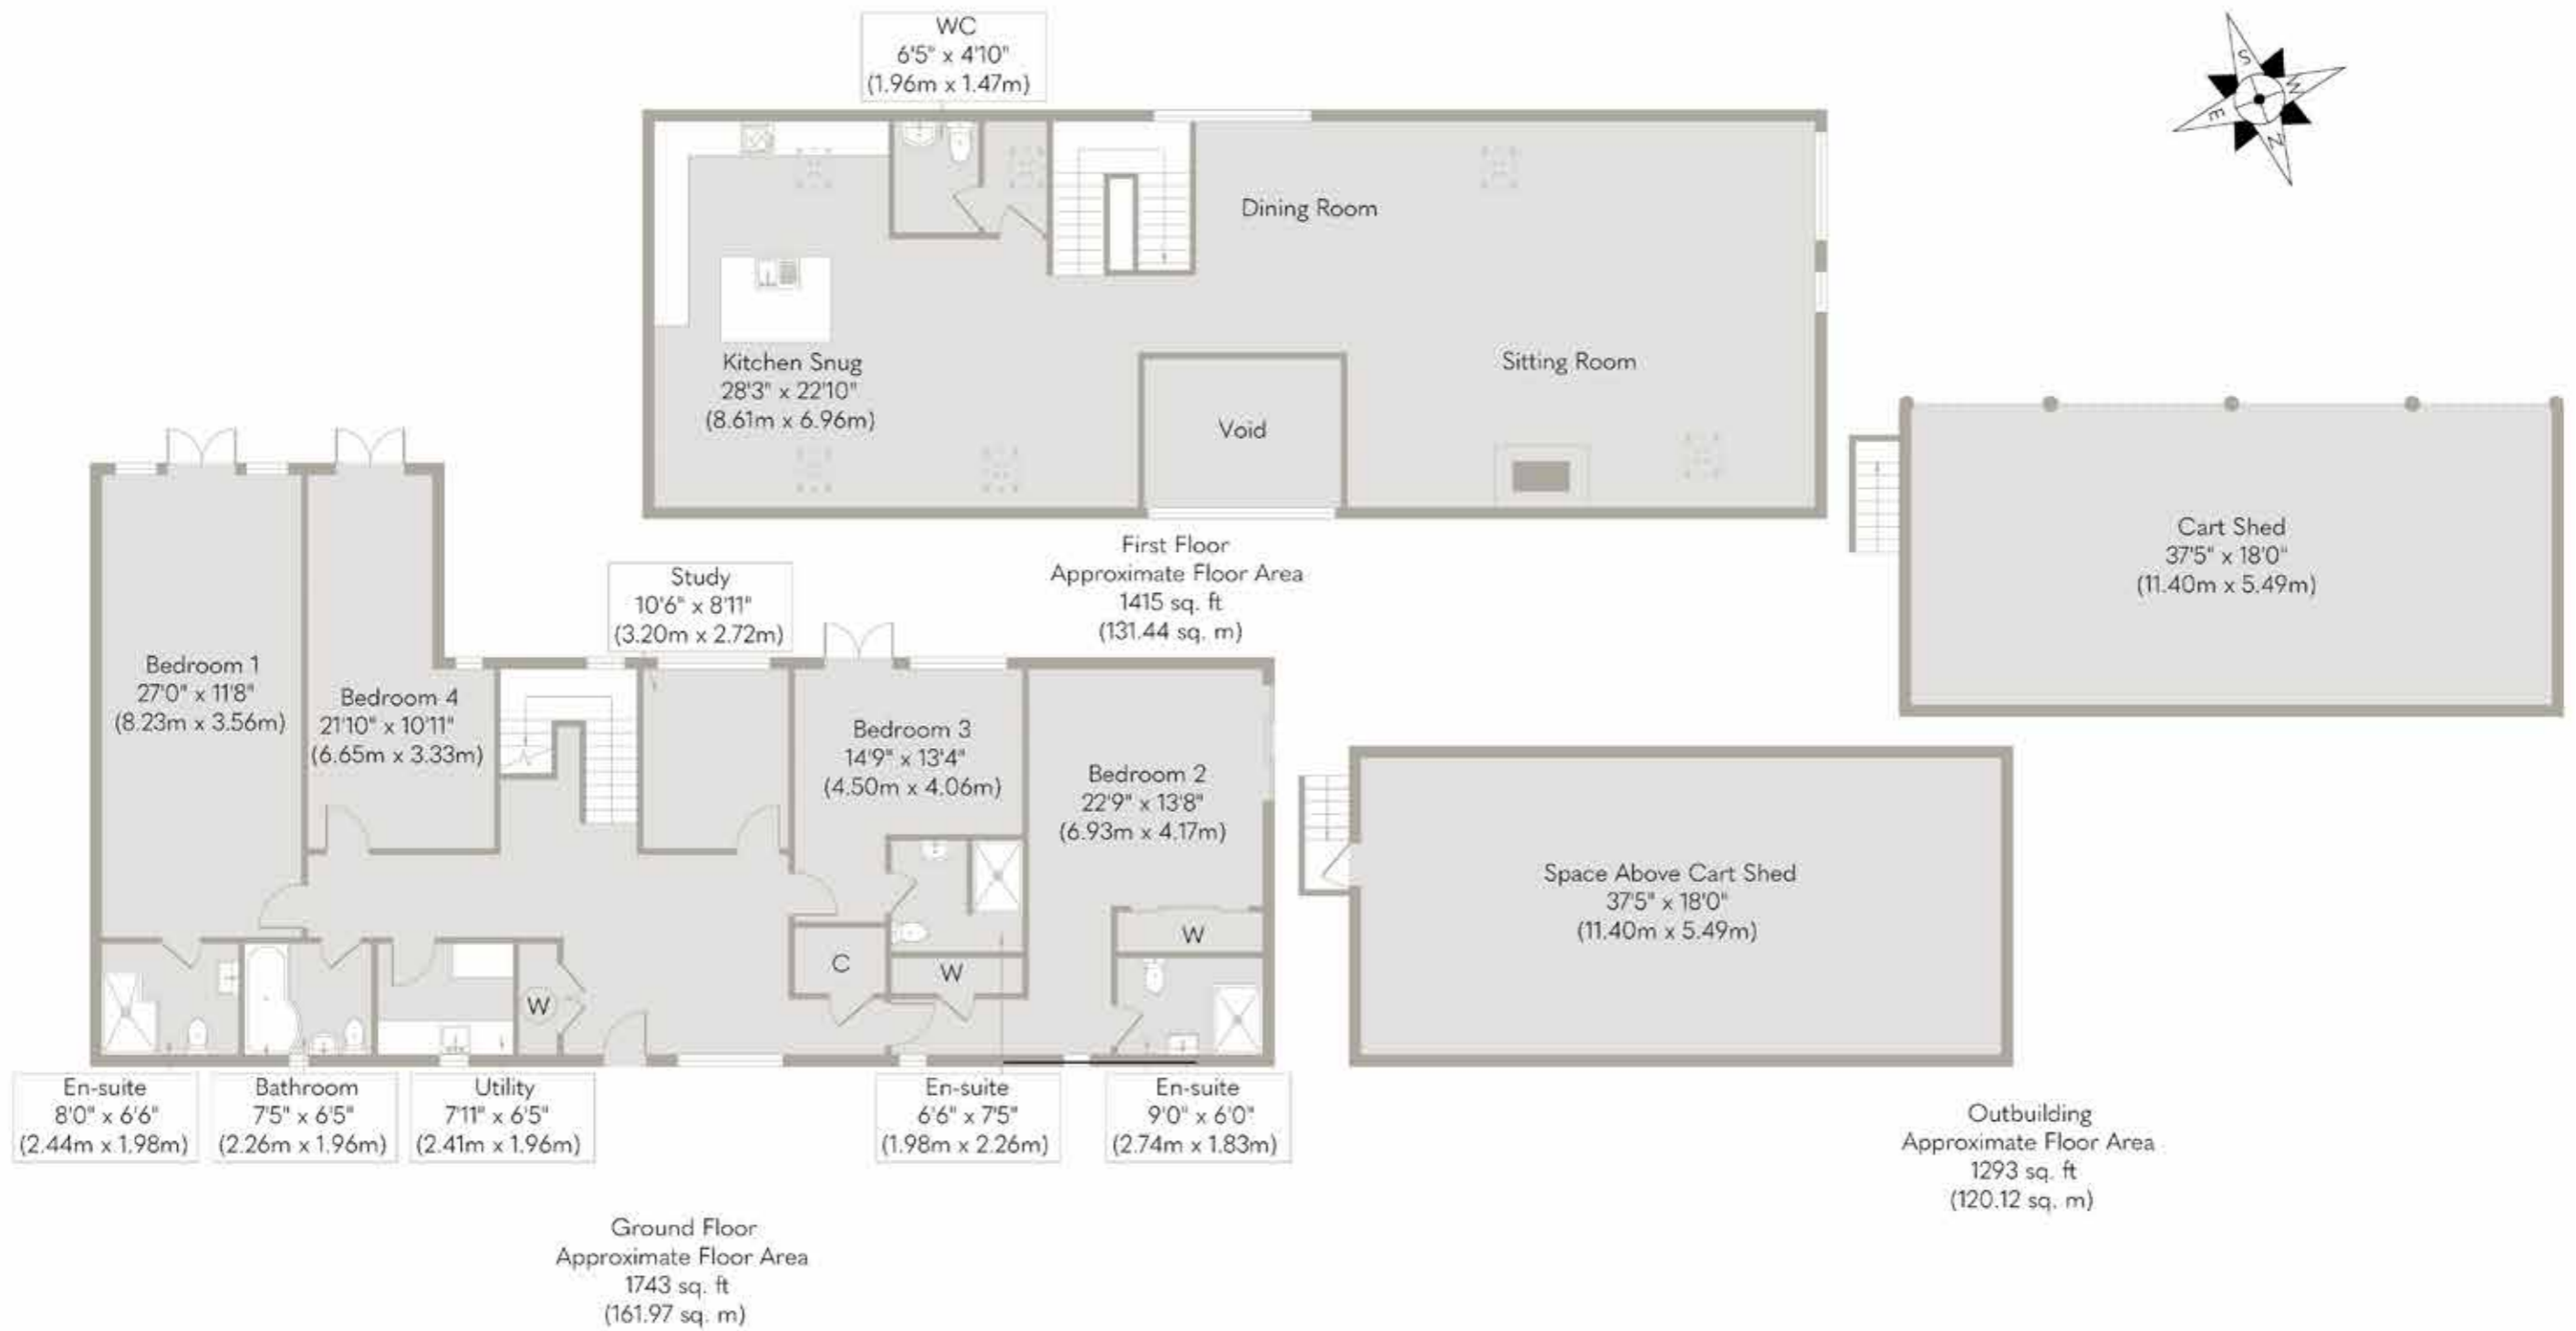 WC
6'5" x 4'10"
(1.96m x 1.47m)
S
W
E
N
Dining Room
Kitchen Snug
28'3" x 22'10"
(8.61m x 6.96m)
Sitting Room
Void
First Floor
Approximate Floor Area
1415 sq. ft
(131.44 sq. m)
Cart Shed
37'5" x 18'0"
(11.40m x 5.49m)
Study
10'6" x 8'11"
(3.20m x 2.72m)
Bedroom 1
27'0" x 11'8"
(8.23m x 3.56m)
Bedroom 4
21'10" x 10'11"
(6.65m x 3.33m)
Bedroom 3
14'9" x 13'4"
(4.50m x 4.06m)
Bedroom 2
22'9" x 13'8"
(6.93m x 4.17m)
Space Above Cart Shed
37'5" x 18'0"
(11.40m x 5.49m)
W
C
W
W
En-suite
8'0" x 6'6"
(2.44m x 1.98m)
Bathroom
7'5" x 6'5"
(2.26m x 1.96m)
Utility
7'11" x 6'5"
(2.41m x 1.96m)
En-suite
6'6" x 7'5"
(1.98m x 2.26m)
En-suite
9'0" x 6'0"
(2.74m x 1.83m)
Outbuilding
Approximate Floor Area
1293 sq. ft
(120.12 sq. m)
Ground Floor
Approximate Floor Area
1743 sq. ft
(161.97 sq. m)